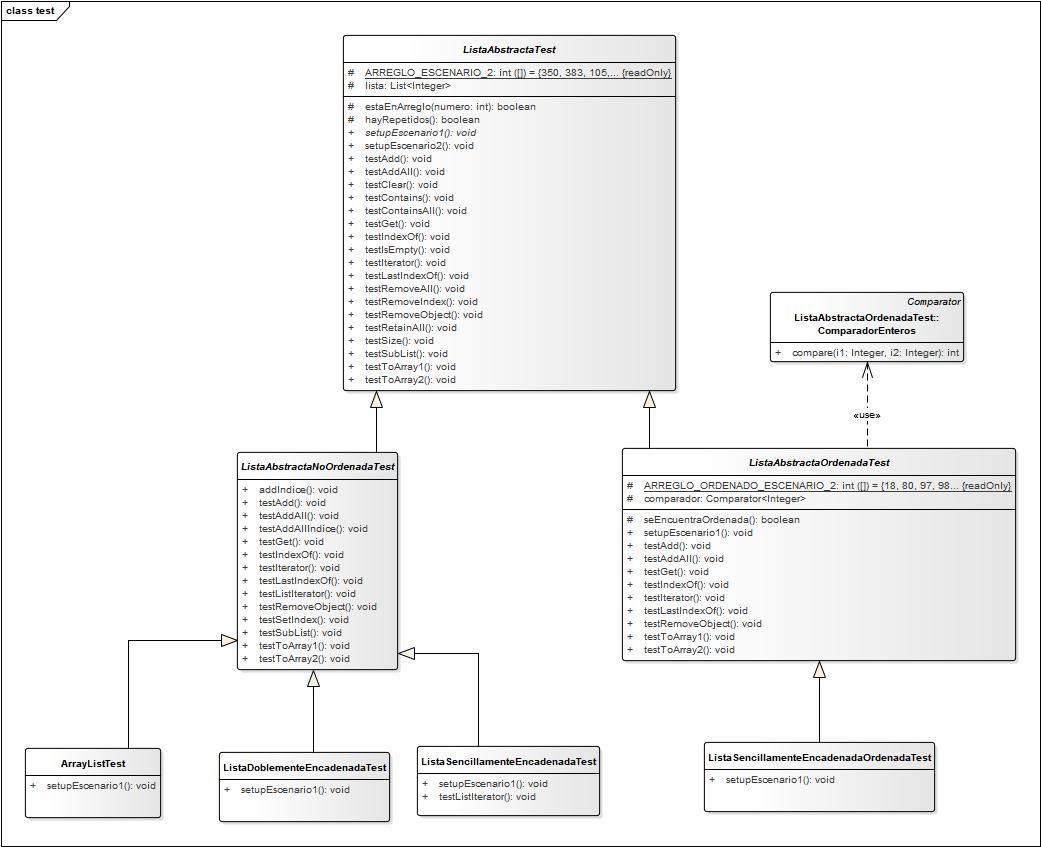 class test
ListaAbstractaTest
# ARREGLO_ESCENARIO_2: int ([]) = {350, 383, 105,... {readOnly}
# lista: List<Integer>
# estaEnArreglo(numero: int): boolean
# hayRepetidos(): boolean
+ setupEscenario1(): void
+ setupEscenario2(): void
+ testAdd(): void
+ testAddAll(): void
+ testClear(): void
+ testContains(): void
+ testContainsAll(): void
+ testGet(): void
+ testIndexOf(): void
+ testIsEmpty(): void
+ testIterator(): void
+ testLastIndexOf(): void
+ testRemoveAll(): void
+ testRemoveIndex(): void
+ testRemoveObject(): void
+ testRetainAll(): void
+ testSize(): void
+ testSubList(): void
+ testToArray1(): void
+ testToArray2(): void
Comparator
ListaAbstractaOrdenadaTest::
ComparadorEnteros
+ compare(i1: Integer, i2: Integer): int
«use»
ListaAbstractaNoOrdenadaTest
+ addIndice(): void
+ testAdd(): void
+ testAddAll(): void
+ testAddAllIndice(): void
+ testGet(): void
+ testIndexOf(): void
+ testIterator(): void
+ testLastIndexOf(): void
+ testListIterator(): void
+ testRemoveObject(): void
+ testSetIndex(): void
+ testSubList(): void
+ testToArray1(): void
+ testToArray2(): void
ListaAbstractaOrdenadaTest
# ARREGLO_ORDENADO_ESCENARIO_2: int ([]) = {18, 80, 97, 98... {readOnly}
# comparador: Comparator<Integer>
# seEncuentraOrdenada(): boolean
+ setupEscenario1(): void
+ testAdd(): void
+ testAddAll(): void
+ testGet(): void
+ testIndexOf(): void
+ testIterator(): void
+ testLastIndexOf(): void
+ testRemoveObject(): void
+ testToArray1(): void
+ testToArray2(): void
ArrayListTest
+ setupEscenario1(): void
ListaDoblementeEncadenadaTest
+ setupEscenario1(): void
ListaSencillamenteEncadenadaTest
+ setupEscenario1(): void
+ testListIterator(): void
ListaSencillamenteEncadenadaOrdenadaTest
+ setupEscenario1(): void